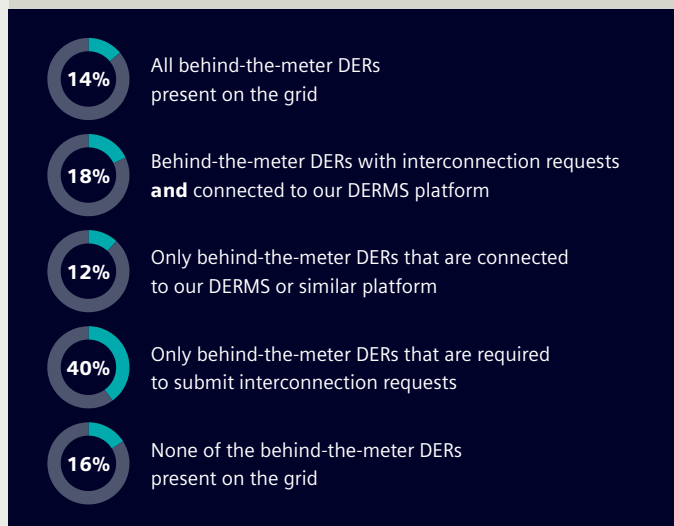 14%
All behind-the-meter DERs
present on the grid
18%
Behind-the-meter DERs with interconnection requests
and connected to our DERMS platform
12%
Only behind-the-meter DERs that are connected
to our DERMS or similar platform
40%
Only behind-the-meter DERs that are required
to submit interconnection requests
16%
None of the behind-the-meter DERs
present on the grid